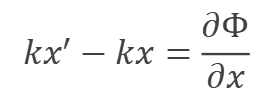 kx′ − kx = ∂Φ/∂x